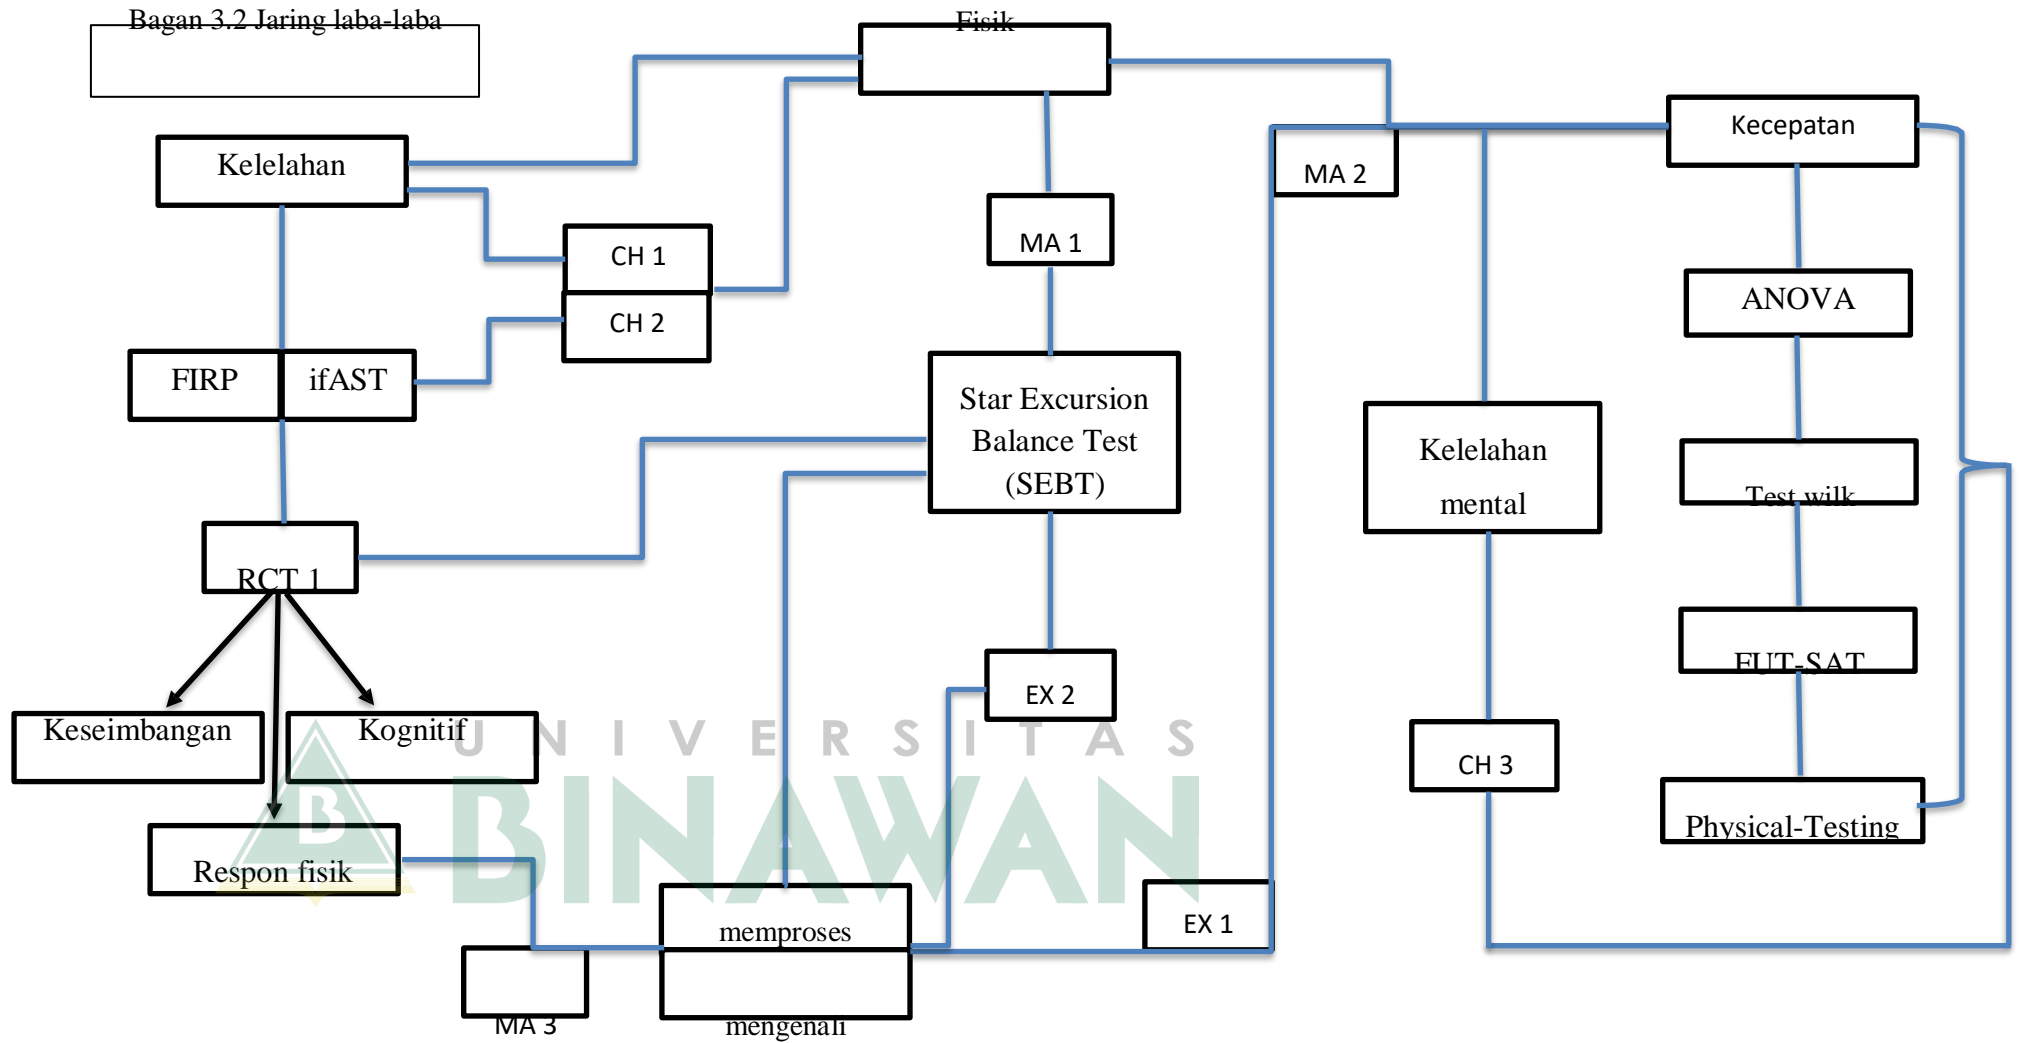 Bagan 3.2 Jaring laba-laba
Fisik
Kecepatan
Kelelahan
MA 2
MA 1
CH 1
CH 2
ANOVA
FIRP
ifAST
Star Excursion
Balance Test
(SEBT)
Kelelahan
mental
Test wilk
RCT 1
FUT-SAT
EX 2
Keseimbangan
Kognitif
UNIVERSITAS
BINAWAN
B
CH 3
Physical-Testing
Respon fisik
memproses
EX 1
MA 3
mengenali